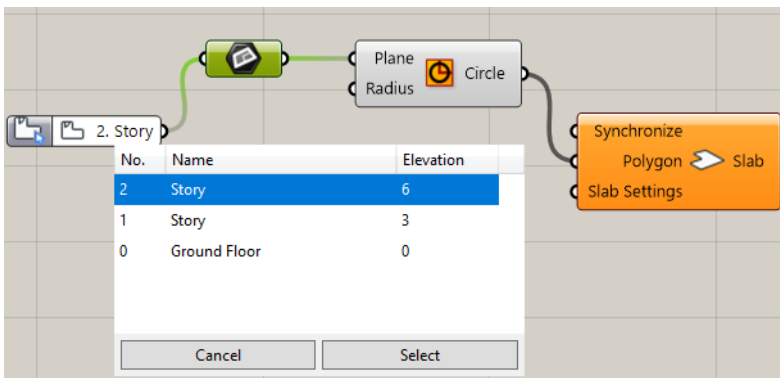 Plane
Radius
Circle
2. Story
Synchronize
Polygon
Slab
Slab Settings
No. Name Elevation
2 Story 6
1 Story 3
0 Ground Floor 0
Cancel Select